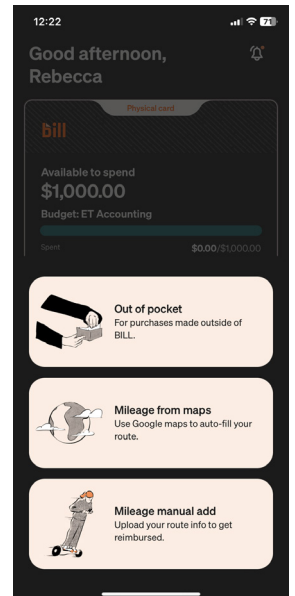 12:22
71
Good afternoon,
Rebecca
Physical card
bill
Available to spend
$1,000.00
Budget: ET Accounting
Spent
$0.00/$1,000.00
Out of pocket
For purchases made outside of
BILL.
Mileage from maps
Use Google maps to auto-fill your
route.
Mileage manual add
Upload your route info to get
reimbursed.